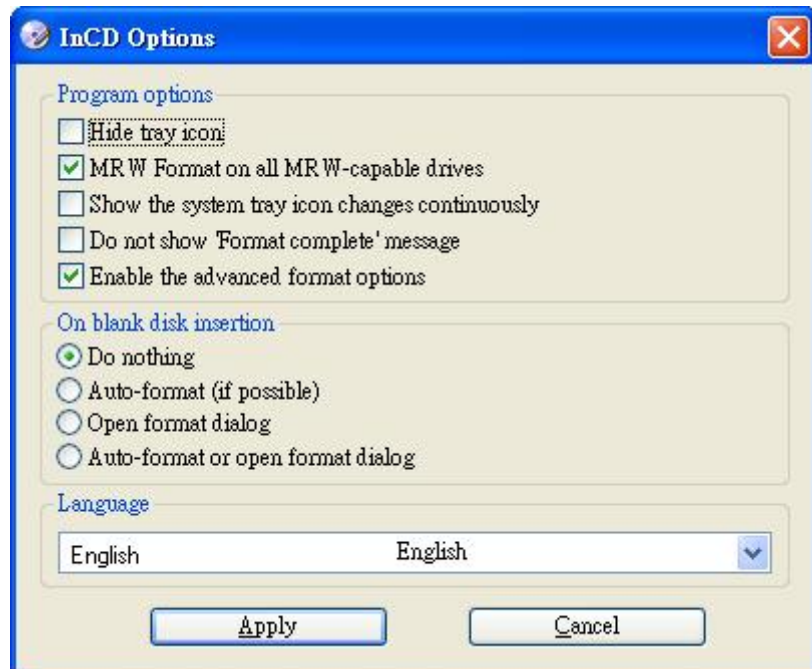 InCD Options
Program options
Hide tray icon
MRW Format on all MRW-capable drives
Show the system tray icon changes continuously
Do not show 'Format complete' message
Enable the advanced format options
On blank disk insertion
Do nothing
Auto-format (if possible)
Open format dialog
Auto-format or open format dialog
Language
English English
Apply Cancel